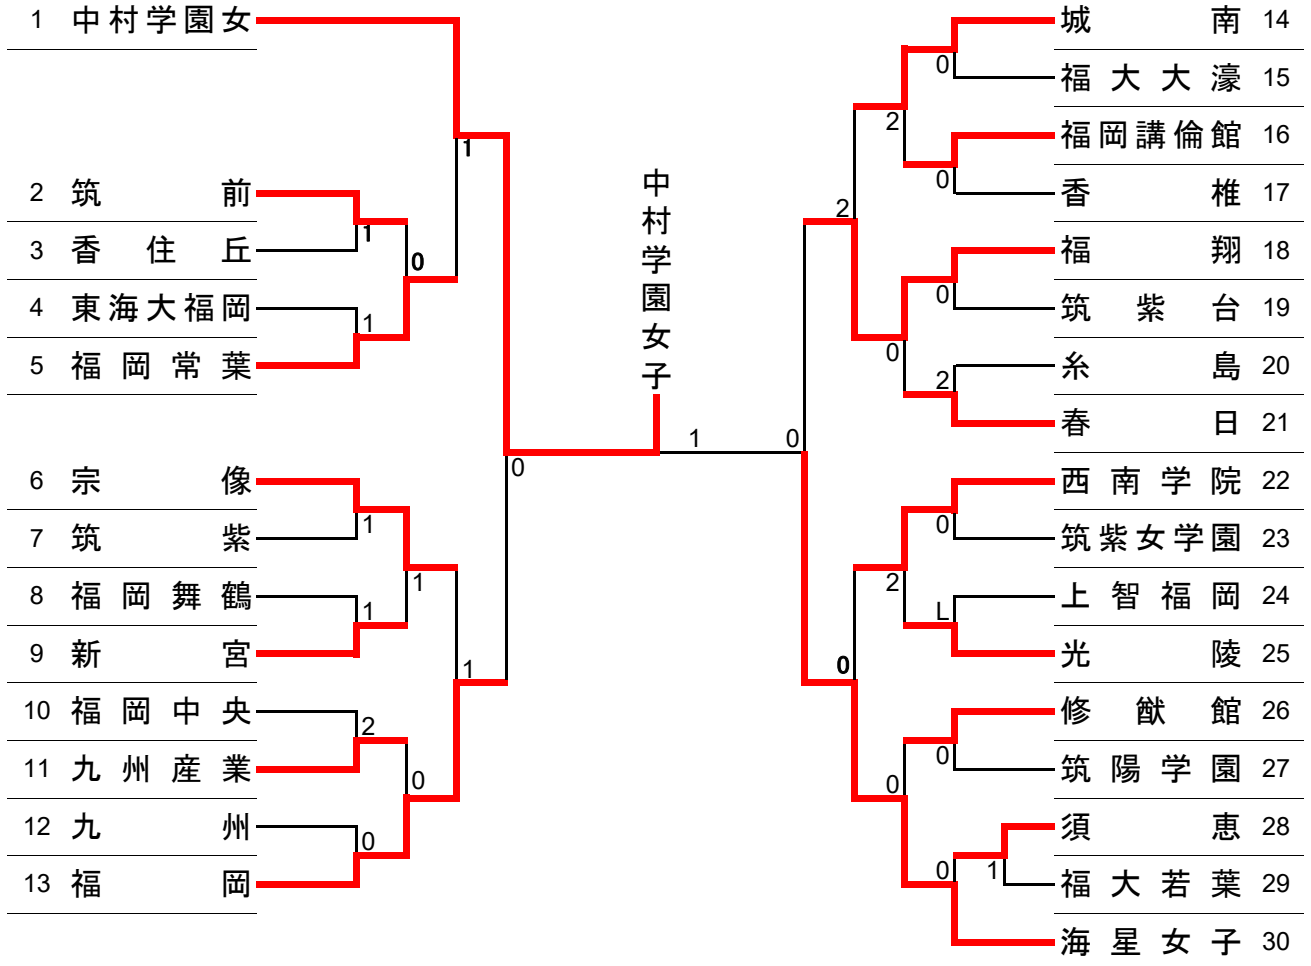 1 中村学園女
2 筑前
3 香住丘
4 東海大福岡
5 福岡常葉
6 宗像
7 筑紫
8 福岡舞鶴
9 新宮
10 福岡中央
11 九州産業
12 九州
13 福岡
1
1
0
1
1
1
1
1
2
0
0
0
中村学園女子
1
0
2
0
0
2
0
0
2
0
0
2
L
0
0
0
0
1
城南 14
福大大濠 15
福岡講倫館 16
香椎 17
福翔 18
筑紫台 19
糸島 20
春日 21
西南学院 22
筑紫女学園 23
上智福岡 24
光陵 25
修猷館 26
筑陽学園 27
須恵 28
福大若葉 29
海星女子 30